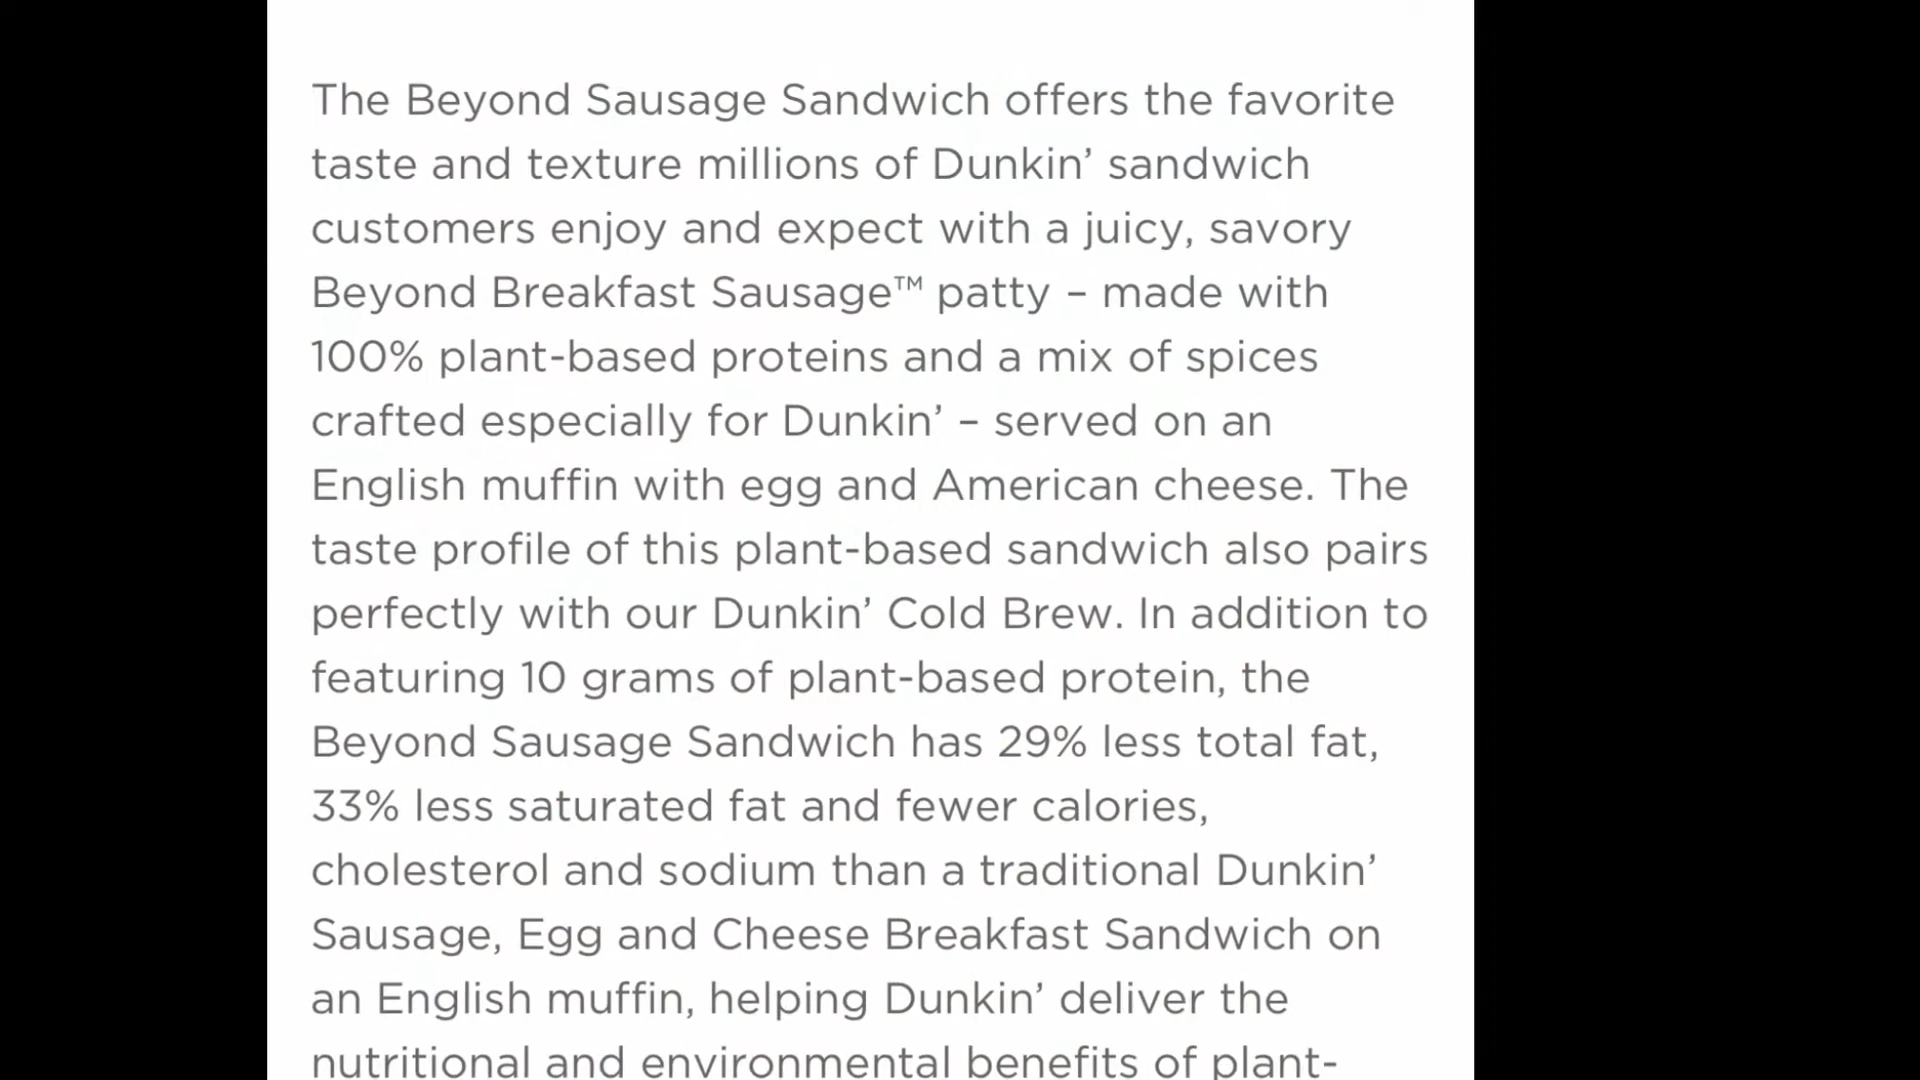 The Beyond Sausage Sandwich offers the favorite
taste and texture millions of Dunkin’ sandwich
customers enjoy and expect with a juicy, savory
Beyond Breakfast Sausage™ patty – made with
100% plant-based proteins and a mix of spices
crafted especially for Dunkin’ – served on an
English muffin with egg and American cheese. The
taste profile of this plant-based sandwich also pairs
perfectly with our Dunkin’ Cold Brew. In addition to
featuring 10 grams of plant-based protein, the
Beyond Sausage Sandwich has 29% less total fat,
33% less saturated fat and fewer calories,
cholesterol and sodium than a traditional Dunkin’
Sausage, Egg and Cheese Breakfast Sandwich on
an English muffin, helping Dunkin’ deliver the
nutritional and environmental benefits of plant-